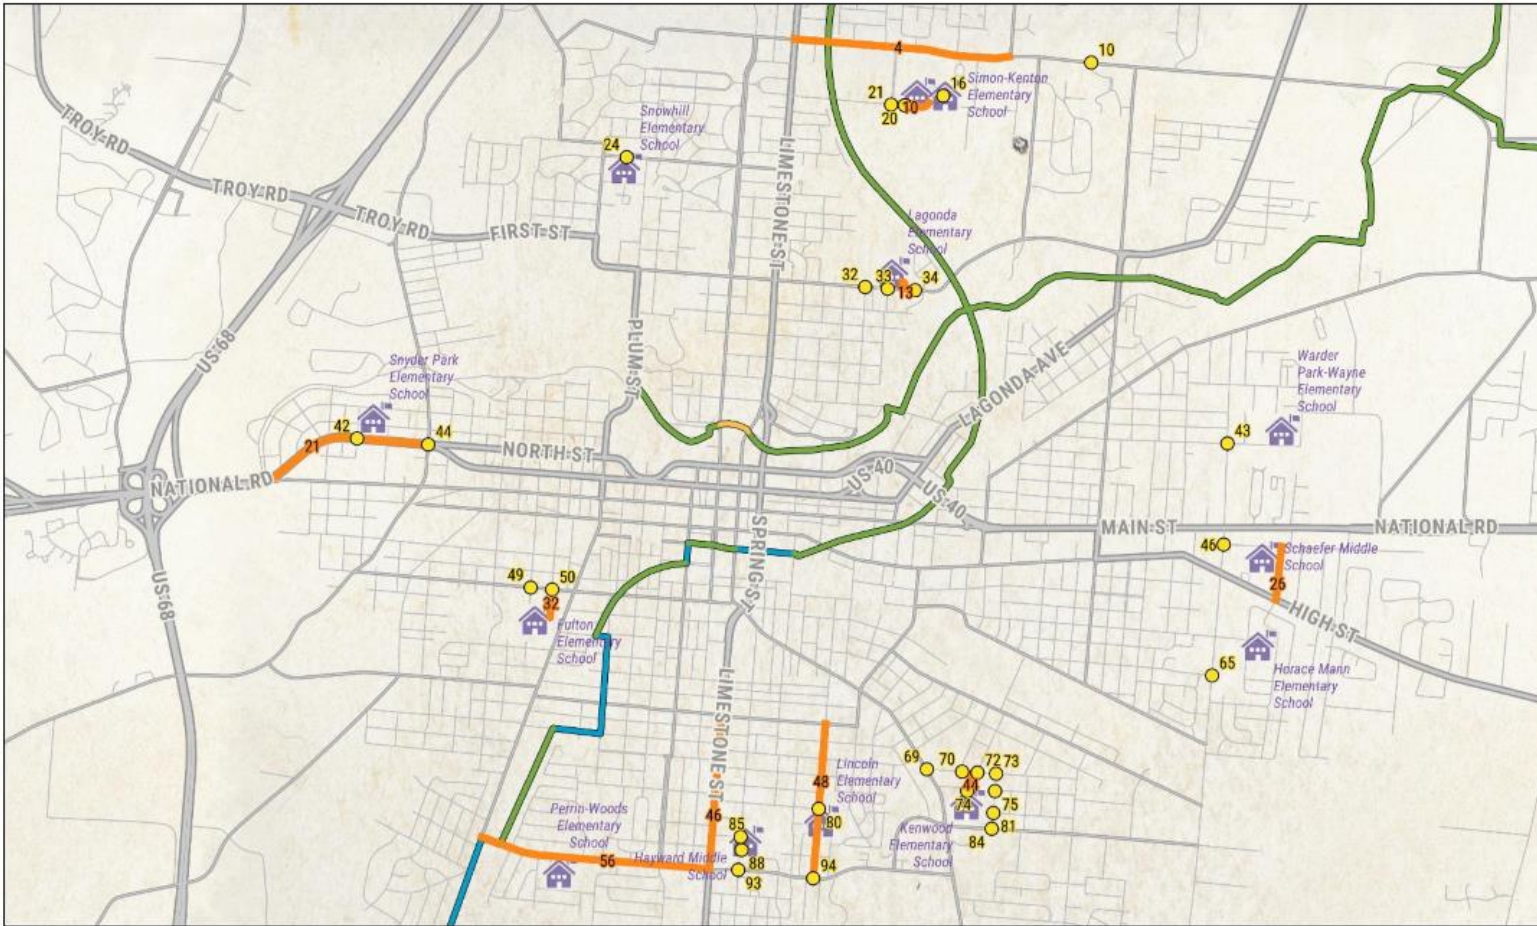 4
10
21
10
20
16
Simon-Kenton
Elementary
School
Snowhill
Elementary
School
24
TROY RD
TROY RD
TROY RD
FIRST ST
LIMESTONE ST
Lagonda
Elementary
School
32
33
34
13
US 68
PLUM ST
LAGONDA AVE
Snyder Park
Elementary
School
Warder
Park-Wayne
Elementary
School
42
44
21
43
NORTH ST
NATIONAL RD
US 40
US 40
MAIN ST
NATIONAL RD
SPRING ST
46
Schaefer Middle
School
26
HIGH ST
US 68
49
50
32
Fulton
Elementary
School
65
Horace Mann
Elementary
School
LIMESTONE ST
46
48
Lincoln
Elementary
School
80
69
70
72
73
44
74
75
81
84
Kenwood
Elementary
School
Perrin-Woods
Elementary
School
56
Hayward Middle
School
85
88
93
94